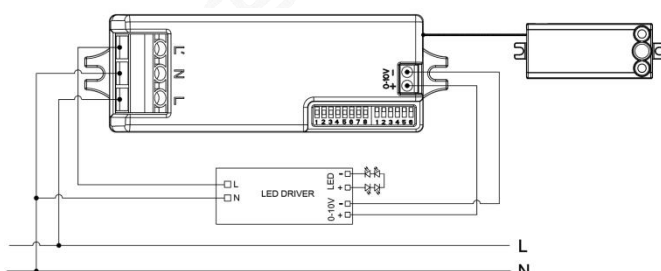 L'
N
L
0-10V
-
+
1 2 3 4 5 6 7 8 1 2 3 4 5 6
L
N
LED DRIVER
LED
-
+
0-10V
-
+
L
N